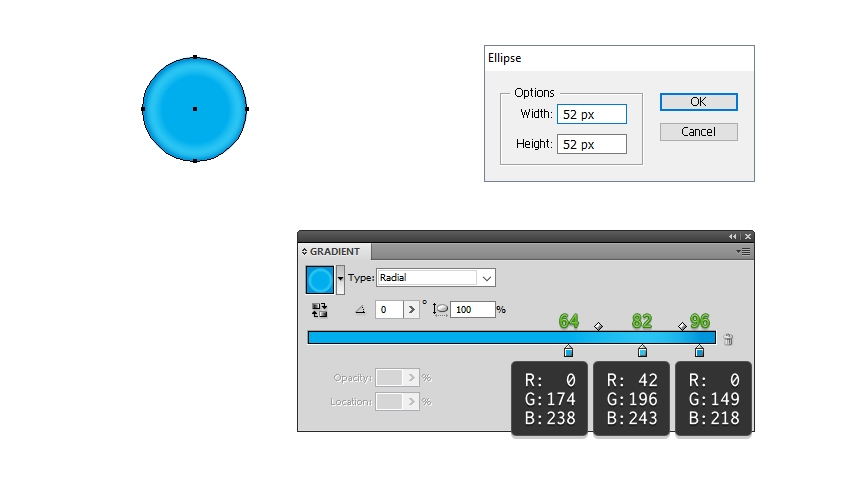 Ellipse
Options
Width: 52 px
Height: 52 px
OK
Cancel
GRADIENT
Type: Radial
0 °
100 %
64 82 96
Opacity: %
Location: %
R: 0
G:174
B:238
R: 42
G:196
B:243
R: 0
G:149
B:218